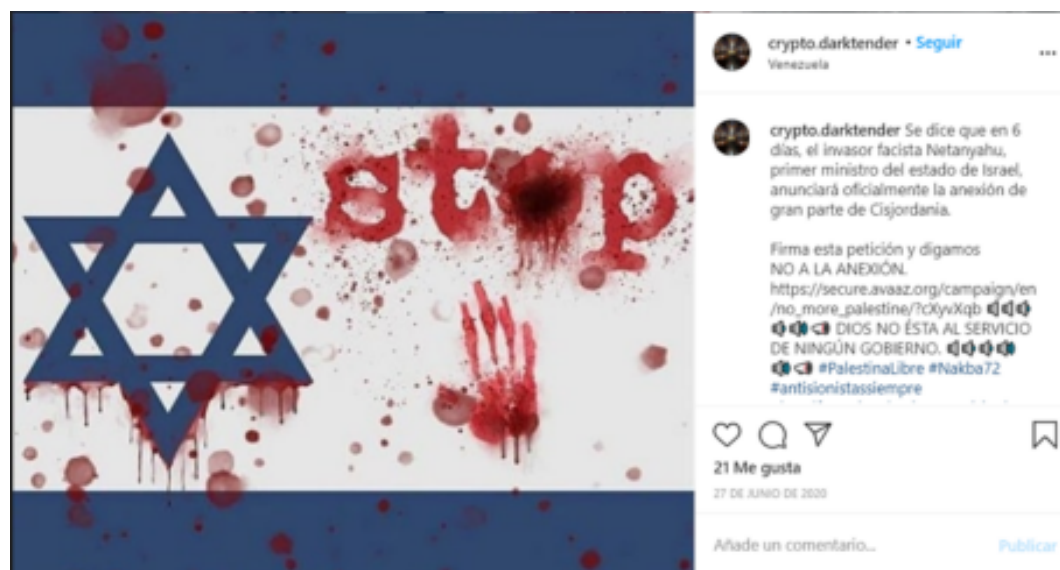 stop
crypto.darktender • Seguir
Venezuela
crypto.darktender Se dice que en 6
días, el invasor facista Netanyahu,
primer ministro del estado de Israel,
anunciará oficialmente la anexión de
gran parte de Cisjordania.
Firma esta petición y digamos
NO A LA ANEXIÓN.
https://secure.avaaz.org/campaign/en
/no_more_palestine/?cXyvXqb
DIOS NO ÉSTA AL SERVICIO
DE NINGÚN GOBIERNO.
#PalestinaLibre #Nakba72
#antisionistassiempre
21 Me gusta
27 DE JUNIO DE 2020
Añade un comentario...
Publicar